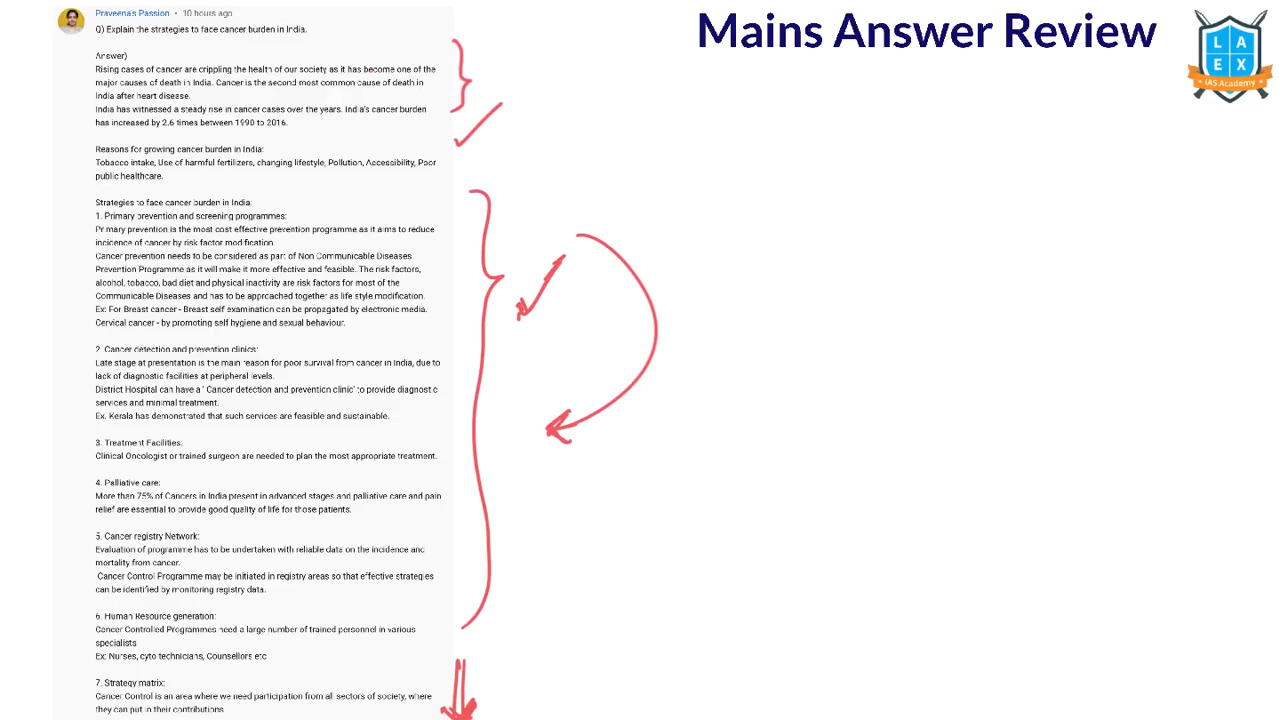 Praveena's Passion • 10 hours ago
Q) Explain the strategies to face cancer burden in India.
Answer)
Rising cases of cancer are crippling the health of our society as it has become one of the
major causes of death in India. Cancer is the second most common cause of death in
India after heart disease.
India has witnessed a steady rise in cancer cases over the years. India's cancer burden
has increased by 2.6 times between 1990 to 2016.
Reasons for growing cancer burden in India:
Tobacco intake, Use of harmful fertilizers, changing lifestyle, Pollution, Accessibility, Poor
public healthcare.
Strategies to face cancer burden in India:
1. Primary prevention and screening programmes:
Primary prevention is the most cost effective prevention programme as it aims to reduce
incidence of cancer by risk factor modification.
Cancer prevention needs to be considered as part of Non Communicable Diseases
Prevention Programme as it will make it more effective and feasible. The risk factors,
alcohol, tobacco, bad diet and physical inactivity are risk factors for most of the
Communicable Diseases and has to be approached together as life style modification.
Ex: For Breast cancer - Breast self examination can be propagated by electronic media.
Cervical cancer - by promoting self hygiene and sexual behaviour.
2. Cancer detection and prevention clinics:
Late stage at presentation is the main reason for poor survival from cancer in India, due to
lack of diagnostic facilities at peripheral levels.
District Hospital can have a ' Cancer detection and prevention clinic' to provide diagnostic
services and minimal treatment.
Ex. Kerala has demonstrated that such services are feasible and sustainable.
3. Treatment Facilities:
Clinical Oncologist or trained surgeon are needed to plan the most appropriate treatment.
4. Palliative care:
More than 75% of Cancers in India present in advanced stages and palliative care and pain
relief are essential to provide good quality of life for those patients.
5. Cancer registry Network:
Evaluation of programme has to be undertaken with reliable data on the incidence and
mortality from cancer.
Cancer Control Programme may be initiated in registry areas so that effective strategies
can be identified by monitoring registry data.
6. Human Resource generation:
Cancer Controlled Programmes need a large number of trained personnel in various
specialists
Ex: Nurses, cyto technicians, Counsellors etc
7. Strategy matrix:
Cancer Control is an area where we need participation from all sectors of society, where
they can put in their contributions
Mains Answer Review
L A
E X
IAS Academy